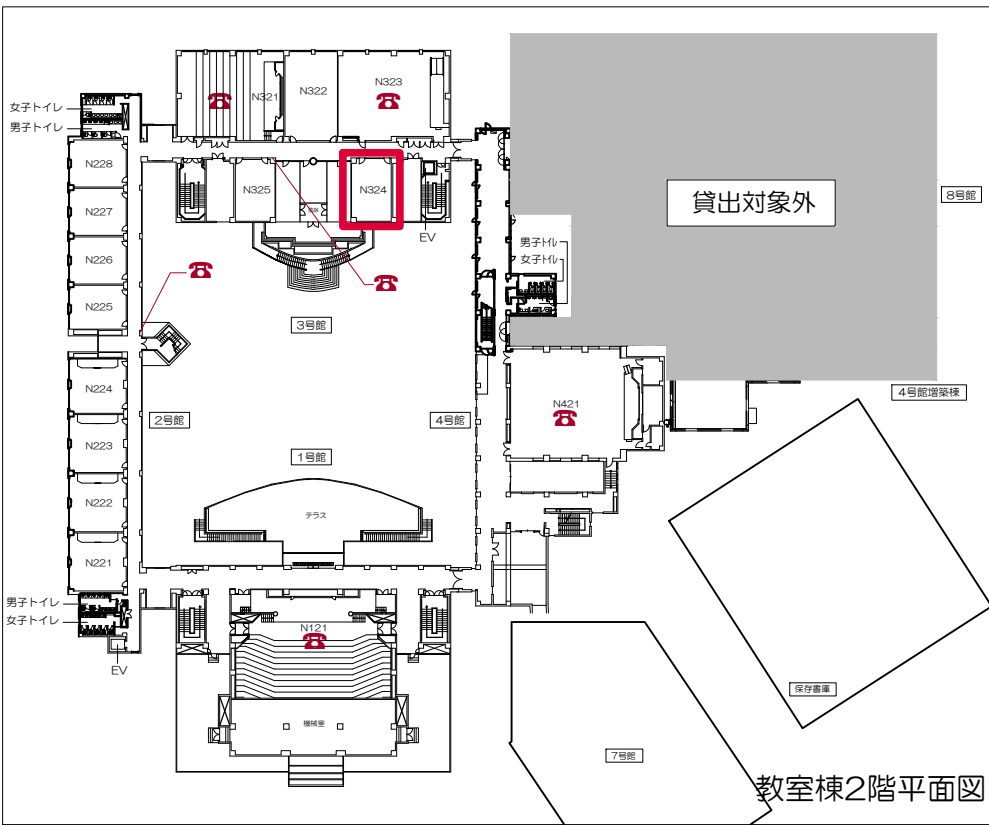 N321
N322
N323
女子トイレ
男子トイレ
N228
N325
N324
貸出対象外
8号館
N227
EV
男子トイレ
女子トイレ
N226
N225
3号館
N224
4号館増築棟
N421
2号館
4号館
N223
1号館
N222
テラス
N221
男子トイレ
女子トイレ
N121
EV
保存書庫
機械室
7号館
教室棟2階平面図